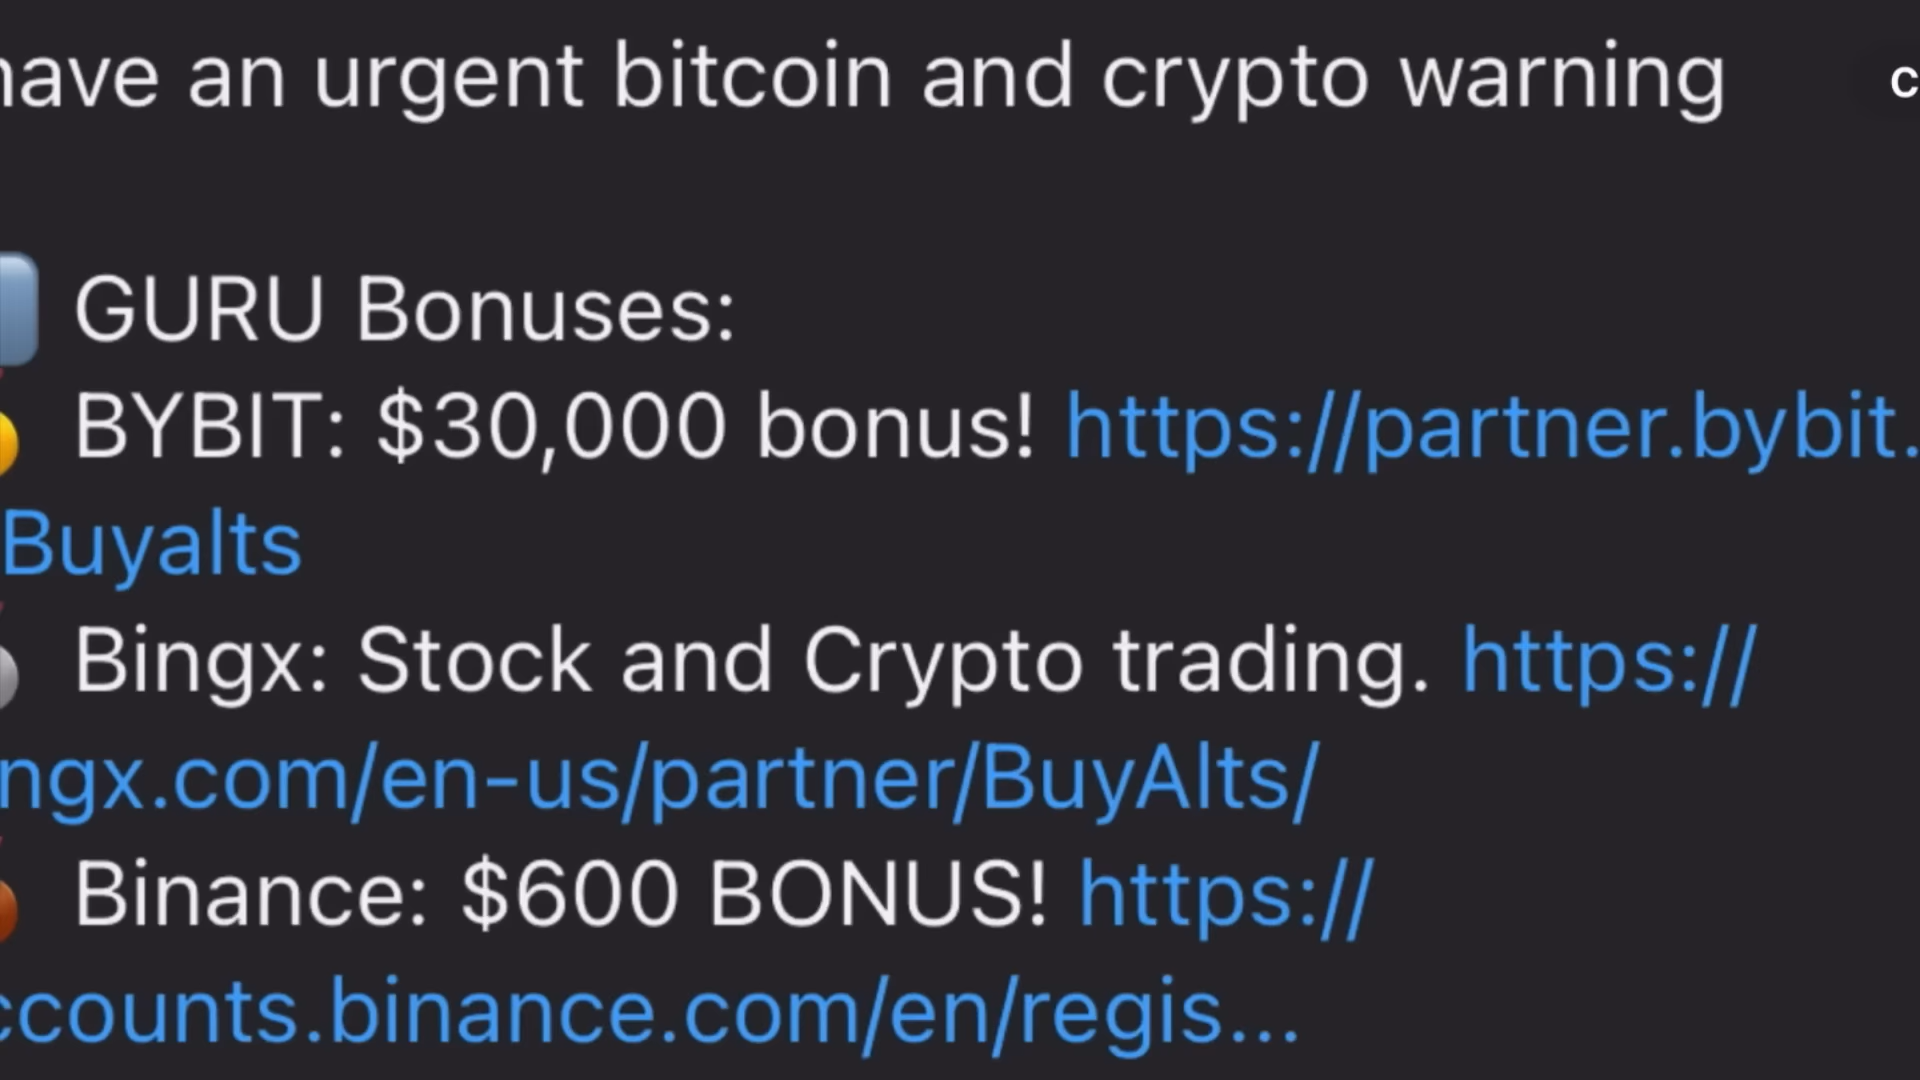 have an urgent bitcoin and crypto warning
GURU Bonuses:
BYBIT: $30,000 bonus! https://partner.bybit.
Buyalts
Bingx: Stock and Crypto trading. https://
ngx.com/en-us/partner/BuyAlts/
Binance: $600 BONUS! https://
ccounts.binance.com/en/regis...